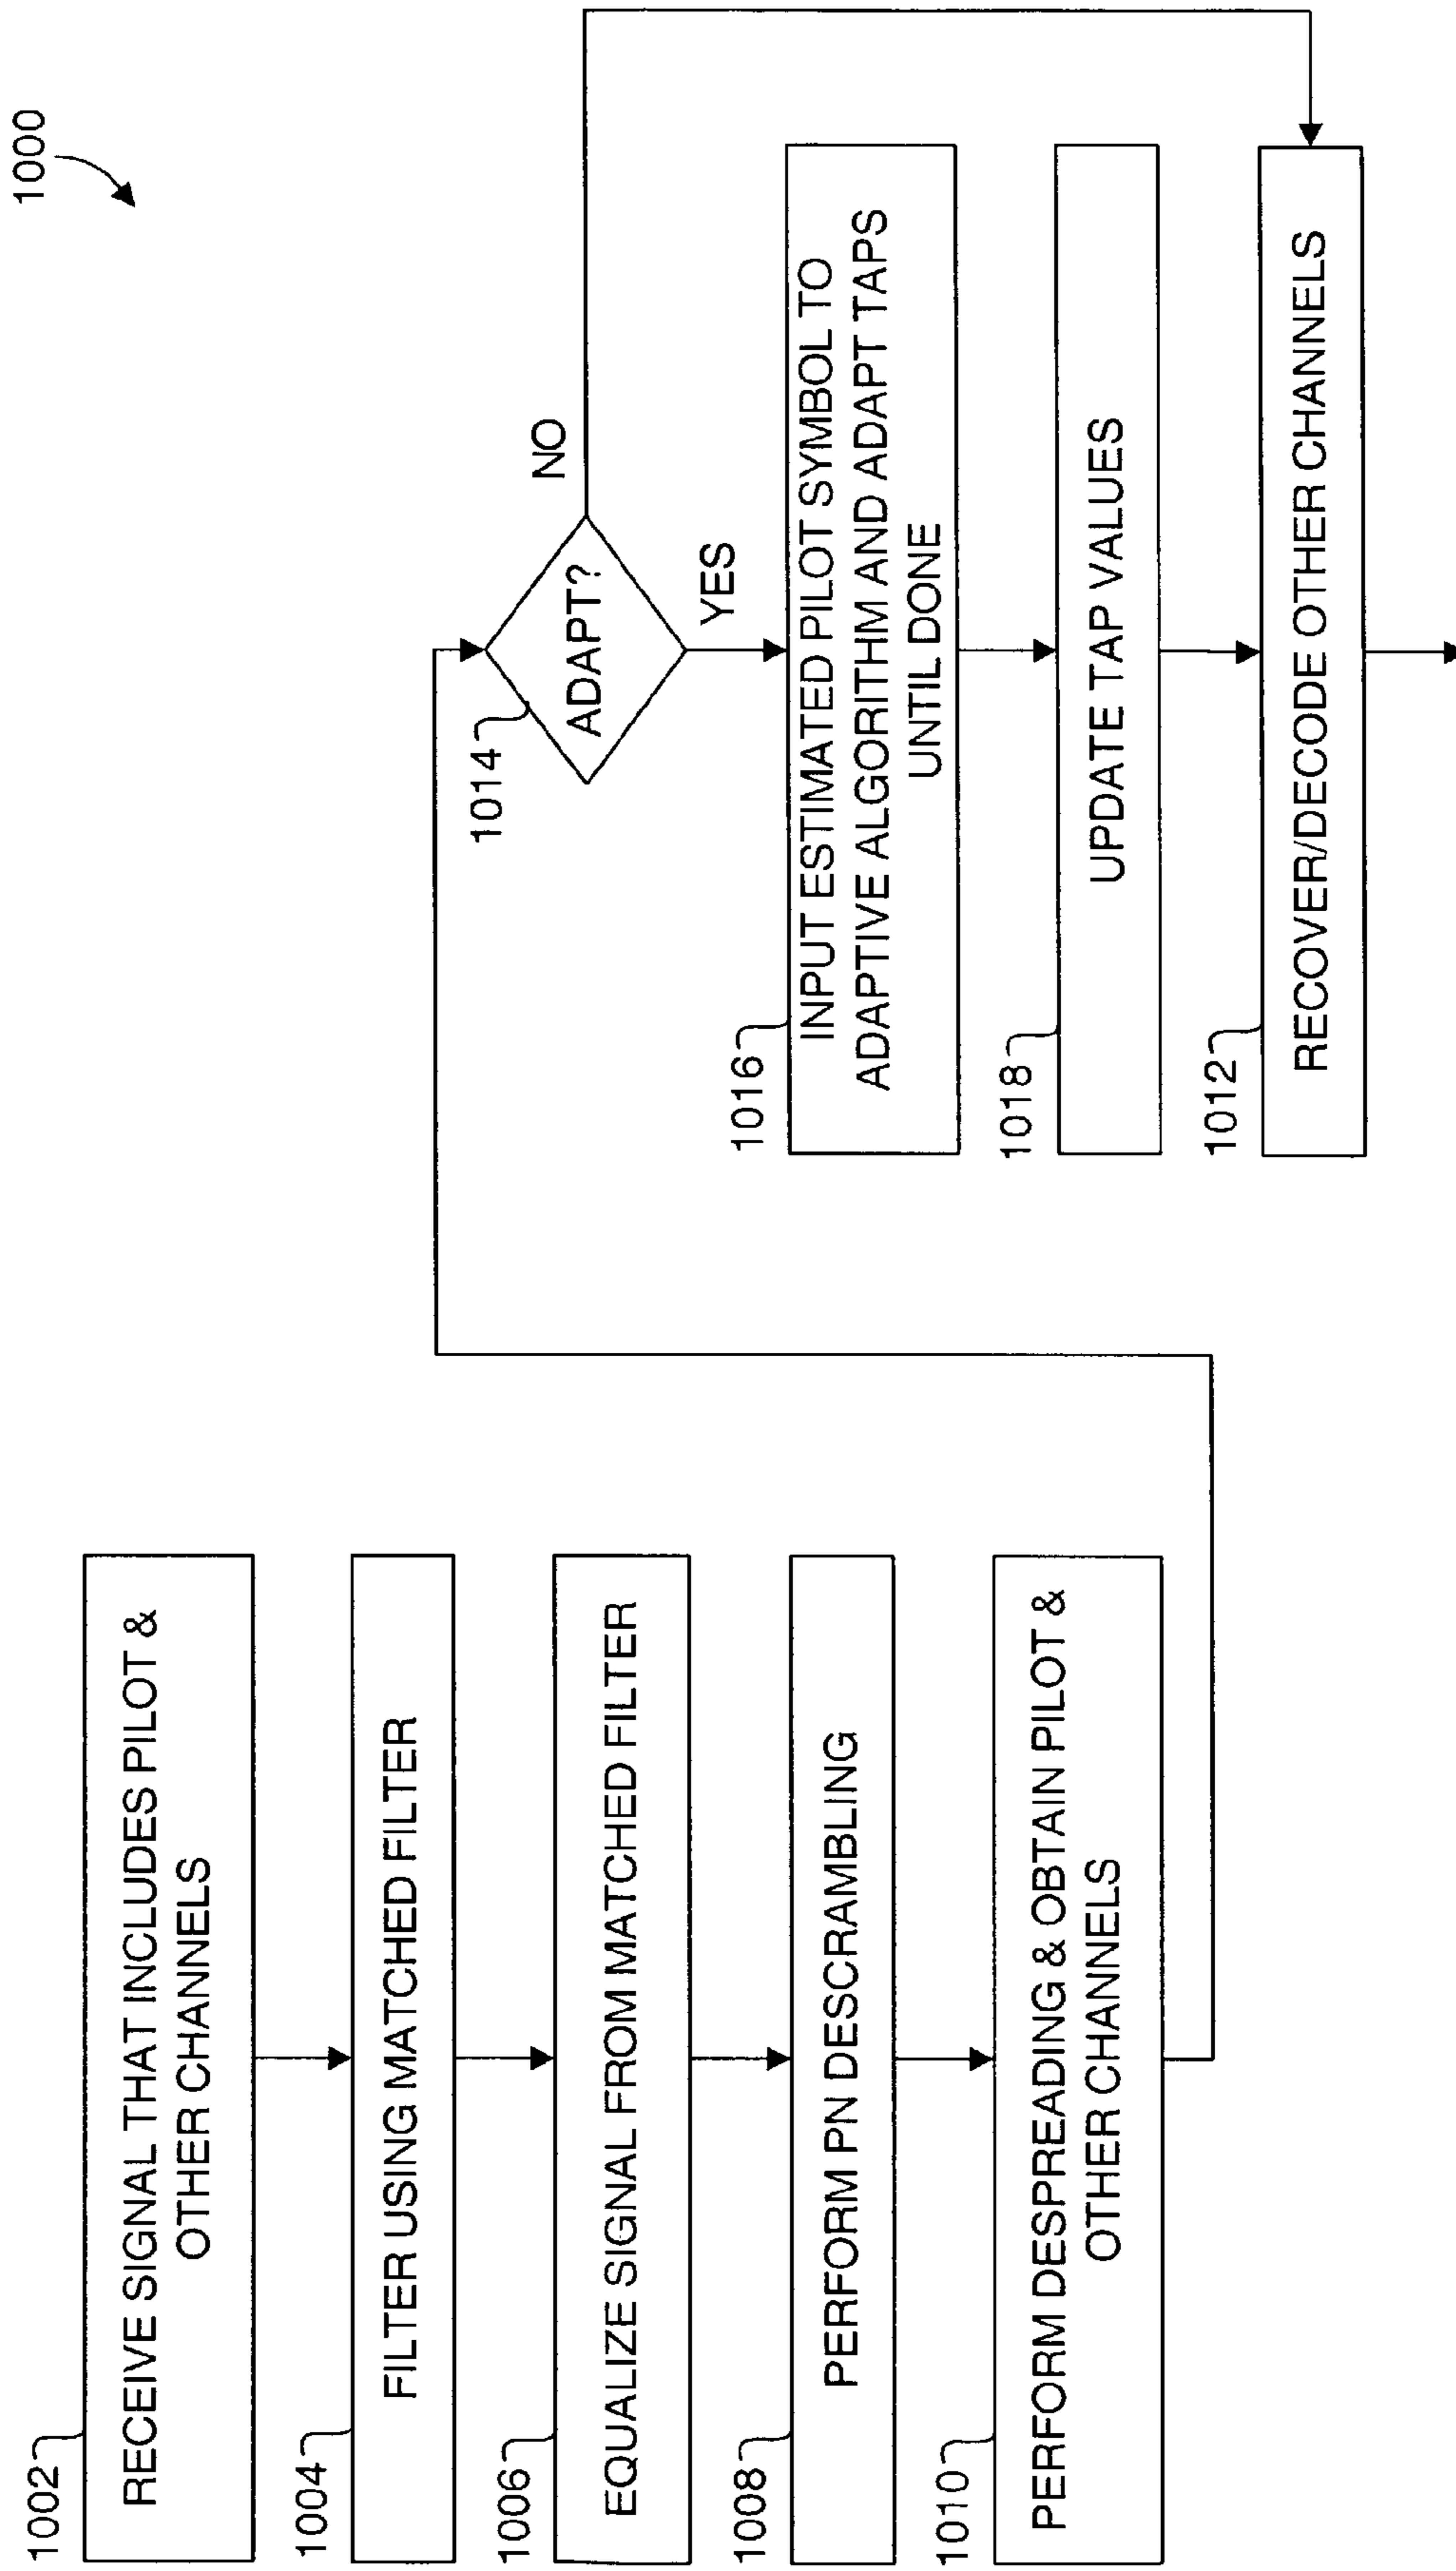 1000
1002
RECEIVE SIGNAL THAT INCLUDES PILOT &
OTHER CHANNELS
1004
FILTER USING MATCHED FILTER
1006
EQUALIZE SIGNAL FROM MATCHED FILTER
1008
PERFORM PN DESCRAMBLING
1010
PERFORM DESPREADING & OBTAIN PILOT &
OTHER CHANNELS
1014
ADAPT?
NO
YES
1016
INPUT ESTIMATED PILOT SYMBOL TO
ADAPTIVE ALGORITHM AND ADAPT TAPS
UNTIL DONE
1018
UPDATE TAP VALUES
1012
RECOVER/DECODE OTHER CHANNELS